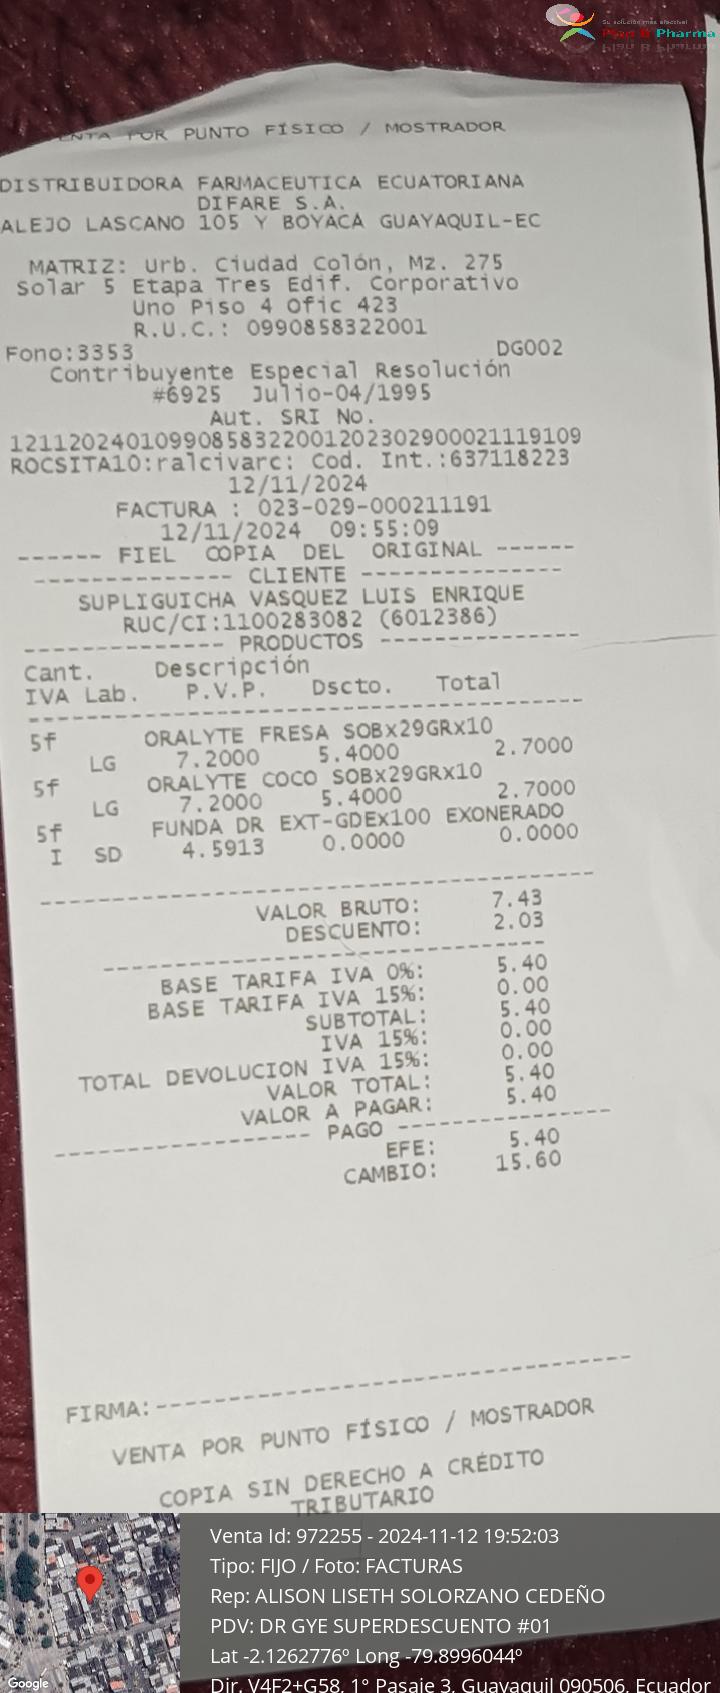 Su solución más efectiva!
Plan B Pharma
VENTA POR PUNTO FÍSICO / MOSTRADOR
DISTRIBUIDORA FARMACEUTICA ECUATORIANA
DIFARE S.A.
ALEJO LASCANO 105 Y BOYACA GUAYAQUIL-EC
MATRIZ: Urb. Ciudad Colón, Mz. 275
Solar 5 Etapa Tres Edif. Corporativo
Uno Piso 4 Ofic 423
R.U.C.: 0990858322001
Fono:3353 DG002
Contribuyente Especial Resolución
#6925 Julio-04/1995
Aut. SRI No.
1211202401099085832200120230290002111 9109
ROCSITA10:ralcivarc: Cod. Int.:637118223
12/11/2024
FACTURA : 023-029-000211191
12/11/2024 09:55:09
------ FIEL COPIA DEL ORIGINAL ------
-------------- CLIENTE --------------
SUPLIGUICHA VASQUEZ LUIS ENRIQUE
RUC/CI:1100283082 (6012386)
-------------- PRODUCTOS --------------
Cant. Descripción
IVA Lab. P.V.P. Dscto. Total
---------------------------------------
5f ORALYTE FRESA SOBx29GRx10
LG 7.2000 5.4000 2.7000
5f ORALYTE COCO SOBx29GRx10
LG 7.2000 5.4000 2.7000
5f FUNDA DR EXT-GDEx100 EXONERADO
I SD 4.5913 0.0000 0.0000
---------------------------------------
VALOR BRUTO: 7.43
DESCUENTO: 2.03
-------------------------------
BASE TARIFA IVA 0%: 5.40
BASE TARIFA IVA 15%: 0.00
SUBTOTAL: 5.40
IVA 15%: 0.00
TOTAL DEVOLUCION IVA 15%: 0.00
VALOR TOTAL: 5.40
VALOR A PAGAR: 5.40
------------------ PAGO ---------------
EFE: 5.40
CAMBIO: 15.60
FIRMA:---------------------------------
VENTA POR PUNTO FÍSICO / MOSTRADOR
COPIA SIN DERECHO A CRÉDITO
TRIBUTARIO
Venta Id: 972255 - 2024-11-12 19:52:03
Tipo: FIJO / Foto: FACTURAS
Rep: ALISON LISETH SOLORZANO CEDEÑO
PDV: DR GYE SUPERDESCUENTO #01
Lat -2.1262776º Long -79.8996044º
Dir. V4F2+G58, 1° Pasaje 3, Guayaquil 090506, Ecuador
Google